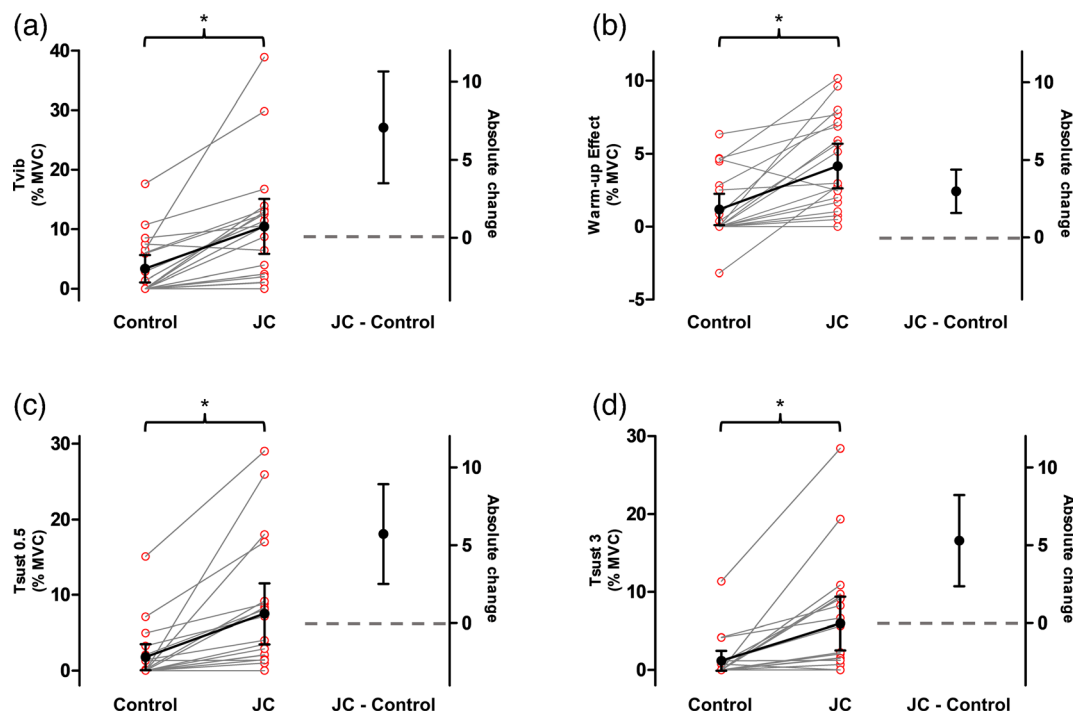 (a)
*
Tvib
(% MVC)
40
30
20
10
0
Control
JC
JC - Control
10
5
0
Absolute change
(b)
*
Warm-up Effect
(% MVC)
10
5
0
-5
Control
JC
JC - Control
10
5
0
Absolute change
(c)
*
Tsust 0.5
(% MVC)
30
20
10
0
Control
JC
JC - Control
10
5
0
Absolute change
(d)
*
Tsust 3
(% MVC)
30
20
10
0
Control
JC
JC - Control
10
5
0
Absolute change